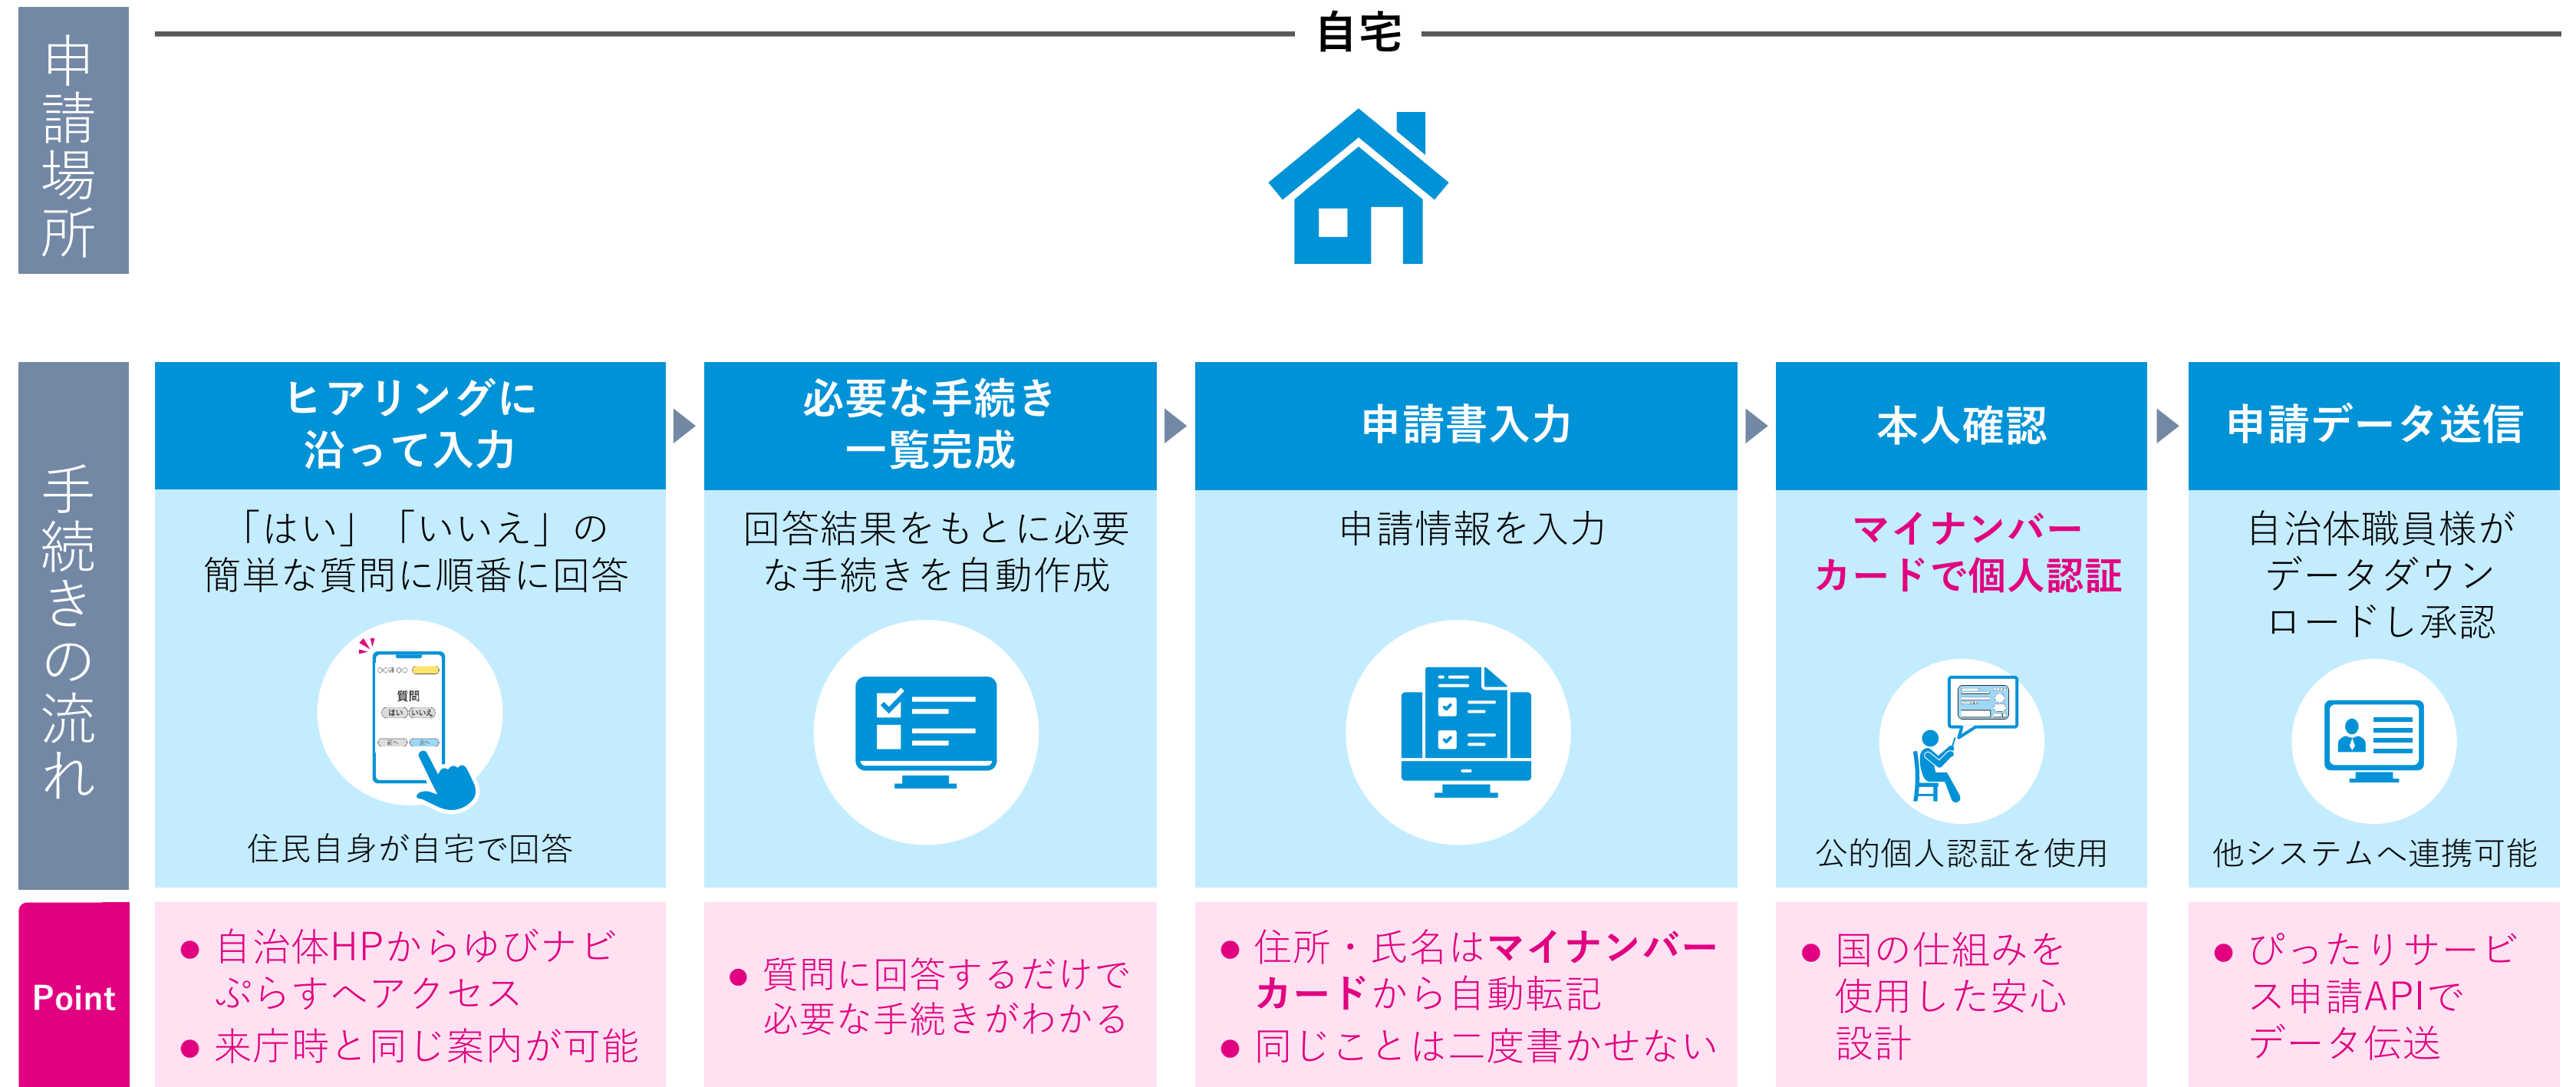 申請場所
自宅
手続きの流れ
ヒアリングに
沿って入力
「はい」「いいえ」の
簡単な質問に順番に回答
質問
はい
いいえ
前へ
次へ
住民自身が自宅で回答
必要な手続き
一覧完成
回答結果をもとに必要
な手続きを自動作成
申請書入力
申請情報を入力
本人確認
マイナンバー
カードで個人認証
公的個人認証を使用
申請データ送信
自治体職員様が
データダウン
ロードし承認
他システムへ連携可能
Point
● 自治体HPからゆびナビ
ぷらすへアクセス
● 来庁時と同じ案内が可能
● 質問に回答するだけで
必要な手続きがわかる
● 住所・氏名はマイナンバー
カードから自動転記
● 同じことは二度書かせない
● 国の仕組みを
使用した安心
設計
● ぴったりサービ
ス申請APIで
データ伝送